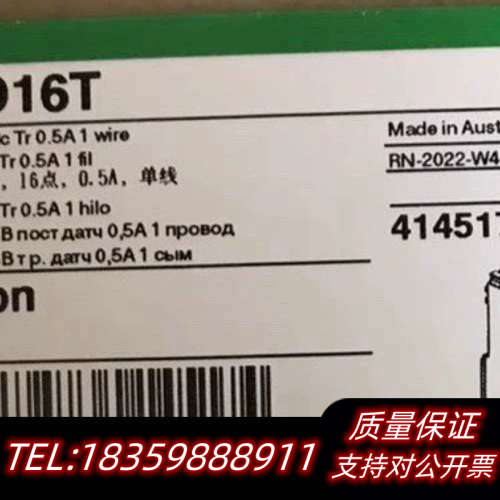 016T
c Tr 0.5A 1 wire
Tr 0.5A 1 fil
, 16点, 0.5A, 单线
Tr 0.5A 1 hilo
В пост датч 0,5А 1 провод
В т р. датч 0,5А 1 сым
on
Made in Aust
RN-2022-W4
414517
质量保证
TEL:18359888911
支持对公开票